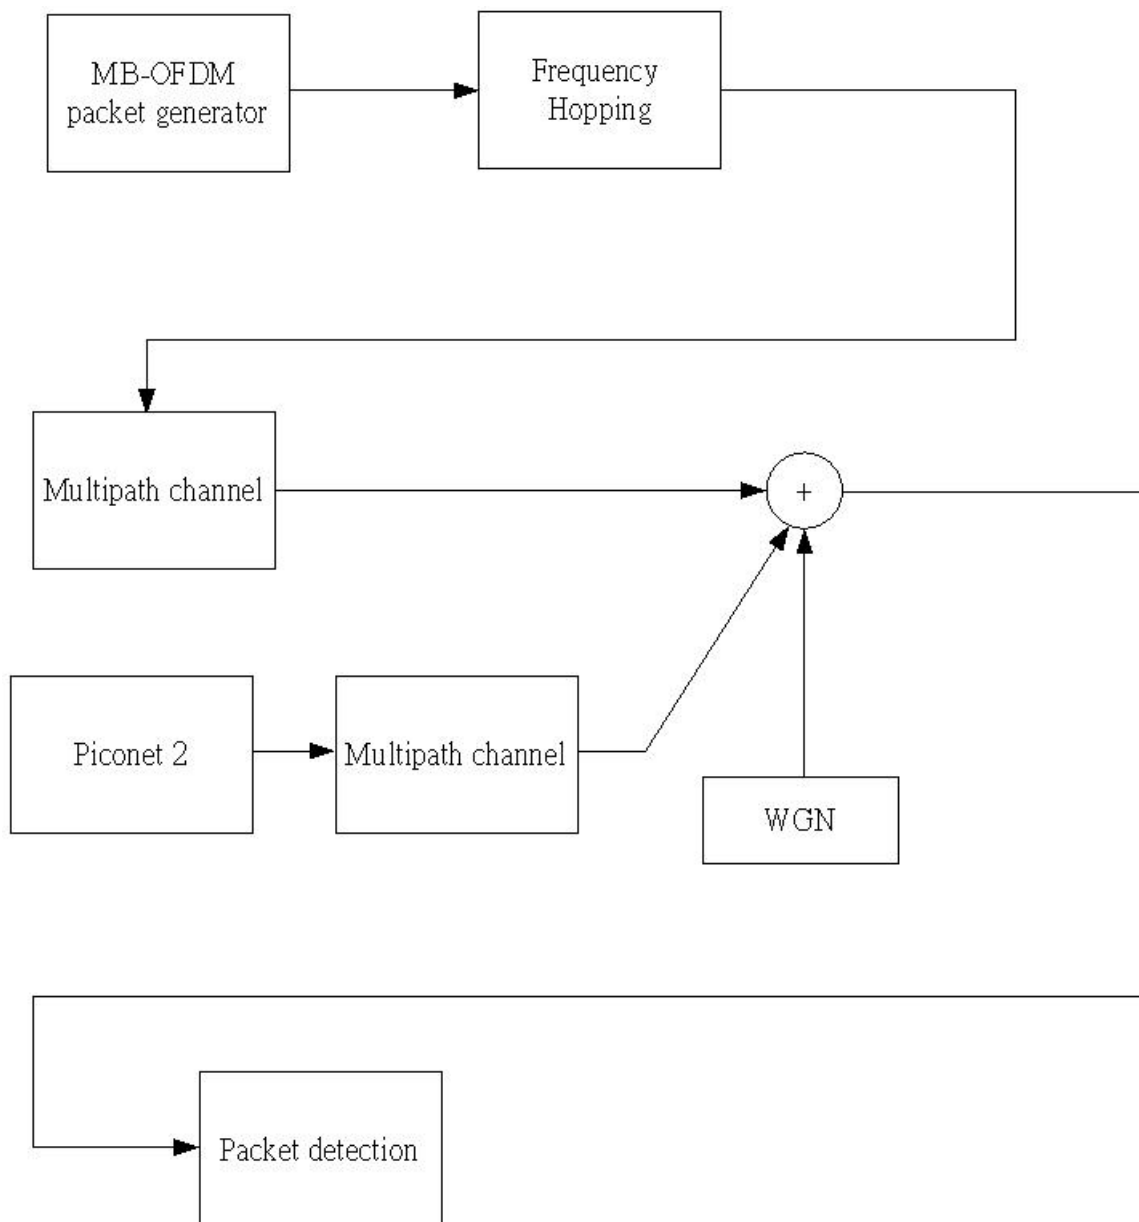 MB-OFDM
packet generator
Frequency
Hopping
Multipath channel
+
Piconet 2
Multipath channel
WGN
Packet detection